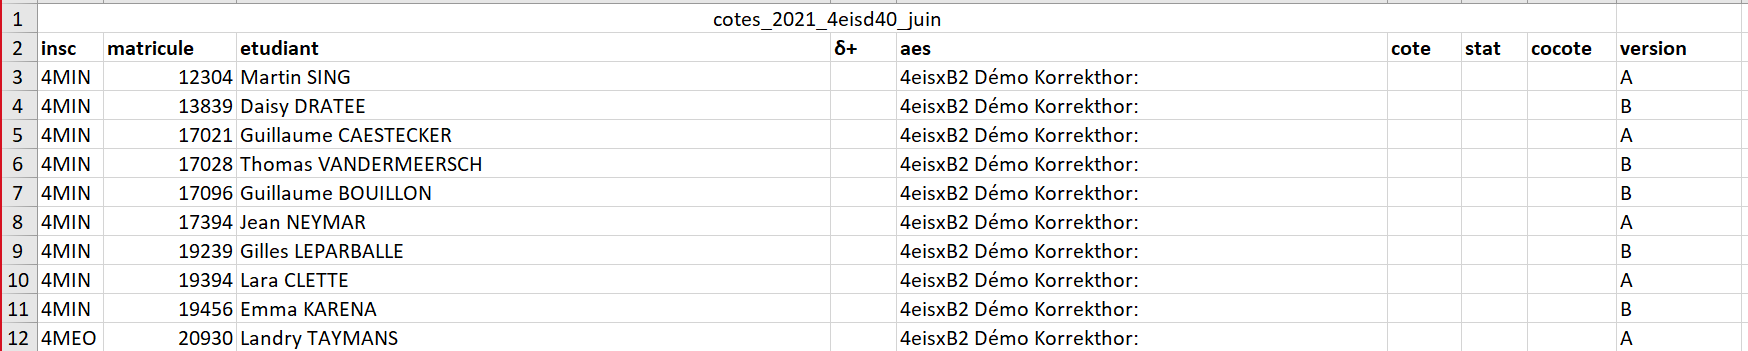 1 cotes_2021_4eisd40_juin
2 insc matricule etudiant δ+ aes cote stat cocote version
3 4MIN 12304 Martin SING 4eisxB2 Démo Korrekthor: A
4 4MIN 13839 Daisy DRATEE 4eisxB2 Démo Korrekthor: B
5 4MIN 17021 Guillaume CAESTECKER 4eisxB2 Démo Korrekthor: A
6 4MIN 17028 Thomas VANDERMEERSCH 4eisxB2 Démo Korrekthor: B
7 4MIN 17096 Guillaume BOUILLON 4eisxB2 Démo Korrekthor: B
8 4MIN 17394 Jean NEYMAR 4eisxB2 Démo Korrekthor: A
9 4MIN 19239 Gilles LEPARBALLE 4eisxB2 Démo Korrekthor: B
10 4MIN 19394 Lara CLETTE 4eisxB2 Démo Korrekthor: A
11 4MIN 19456 Emma KARENA 4eisxB2 Démo Korrekthor: B
12 4MEO 20930 Landry TAYMANS 4eisxB2 Démo Korrekthor: A